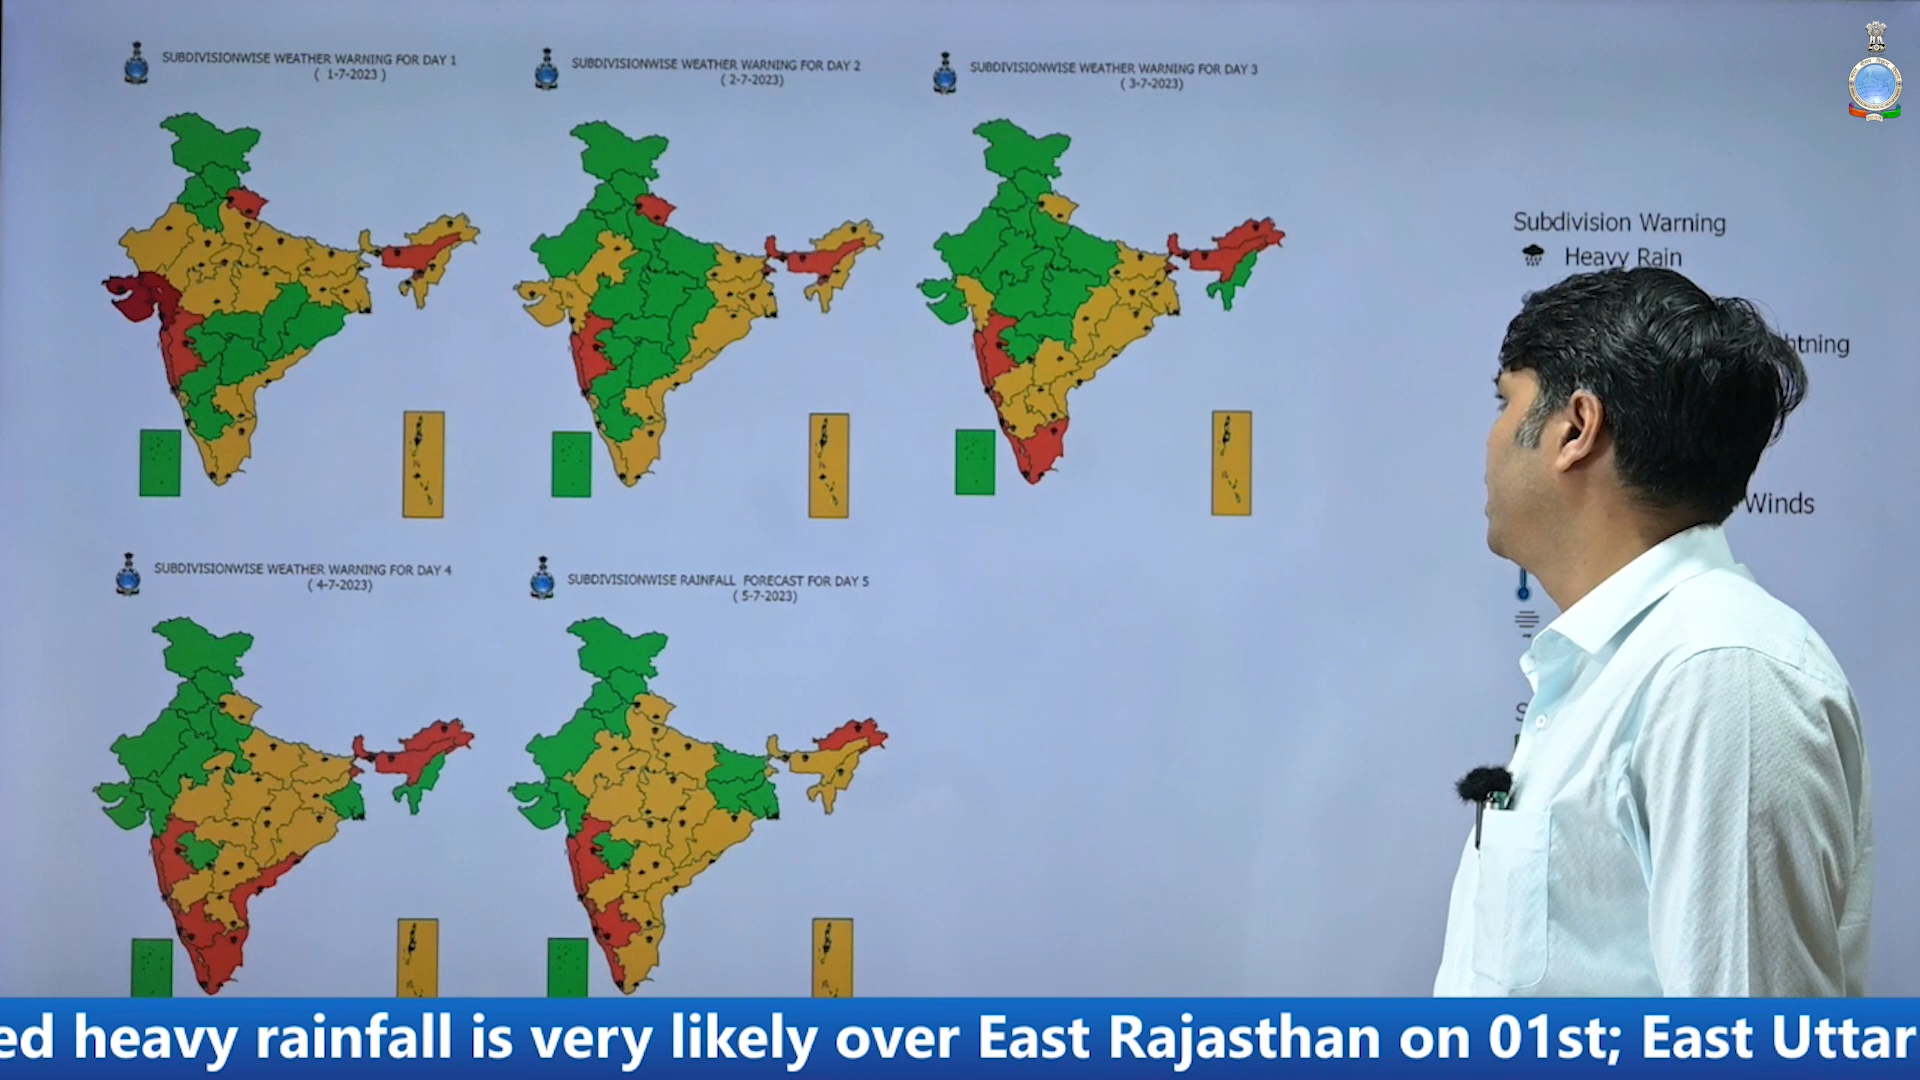 SUBDIVISIONWISE WEATHER WARNING FOR DAY 1
( 1-7-2023 )
SUBDIVISIONWISE WEATHER WARNING FOR DAY 2
( 2-7-2023)
SUBDIVISIONWISE WEATHER WARNING FOR DAY 3
( 3-7-2023)
Subdivision Warning
Heavy Rain
htning
Winds
SUBDIVISIONWISE WEATHER WARNING FOR DAY 4
( 4-7-2023)
SUBDIVISIONWISE RAINFALL FORECAST FOR DAY 5
( 5-7-2023)
ed heavy rainfall is very likely over East Rajasthan on 01st; East Uttar